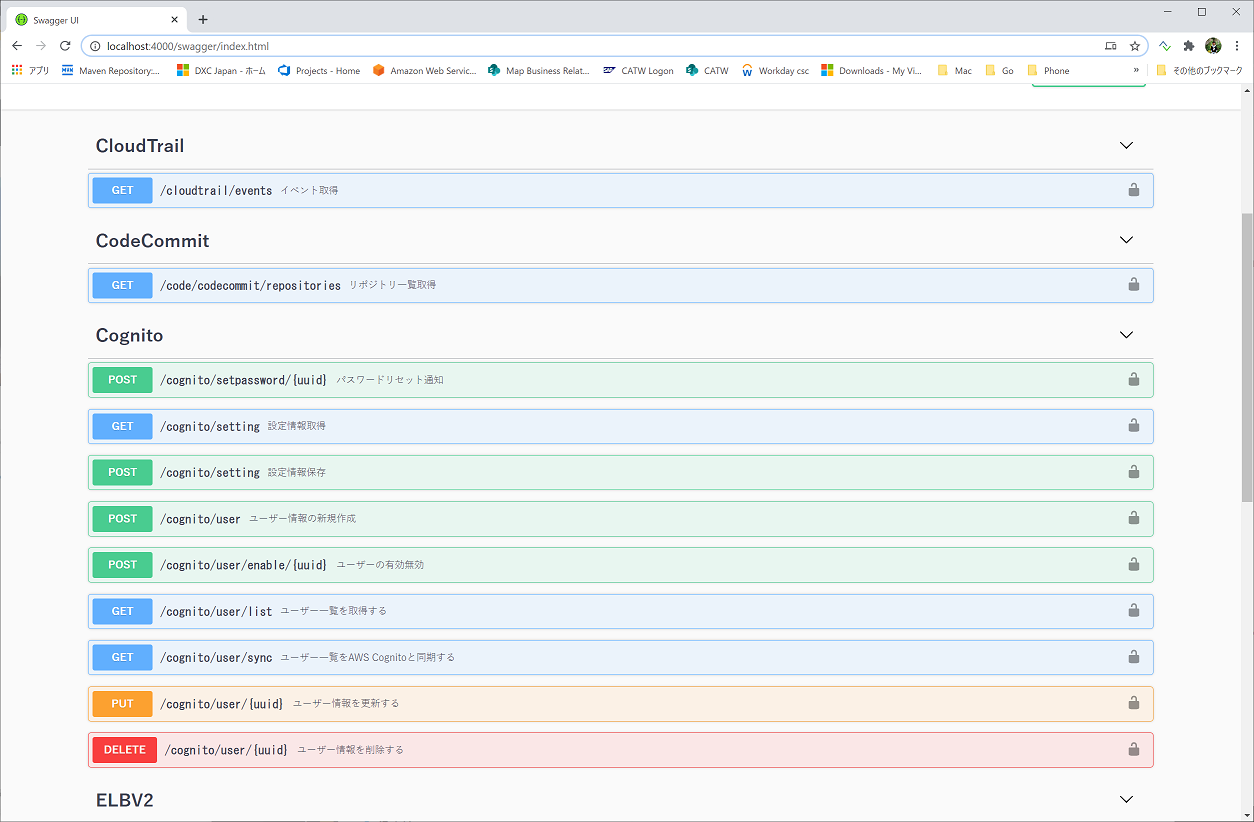 Swagger UI
localhost:4000/swagger/index.html
アプリ Maven Repository:... DXC Japan - ホーム Projects - Home Amazon Web Servic... Map Business Relat... CATW Logon CATW Workday csc Downloads - My Vi... Mac Go Phone » その他のブックマーク
CloudTrail
GET /cloudtrail/events イベント取得
CodeCommit
GET /code/codecommit/repositories リポジトリ一覧取得
Cognito
POST /cognito/setpassword/{uuid} パスワードリセット通知
GET /cognito/setting 設定情報取得
POST /cognito/setting 設定情報保存
POST /cognito/user ユーザー情報の新規作成
POST /cognito/user/enable/{uuid} ユーザーの有効無効
GET /cognito/user/list ユーザー一覧を取得する
GET /cognito/user/sync ユーザー一覧をAWS Cognitoと同期する
PUT /cognito/user/{uuid} ユーザー情報を更新する
DELETE /cognito/user/{uuid} ユーザー情報を削除する
ELBV2